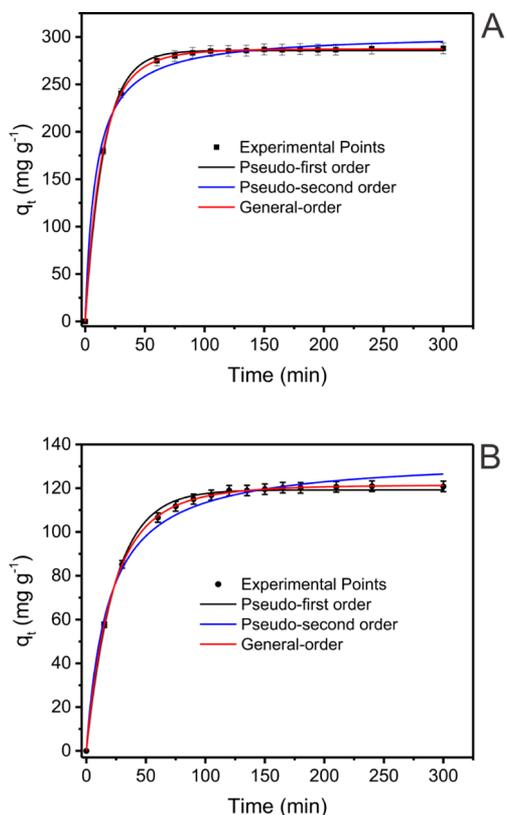 A
300
250
200
150
100
50
0
qt (mg g-1)
Experimental Points
Pseudo-first order
Pseudo-second order
General-order
0 50 100 150 200 250 300
Time (min)
B
140
120
100
80
60
40
20
0
qt (mg g-1)
Experimental Points
Pseudo-first order
Pseudo-second order
General-order
0 50 100 150 200 250 300
Time (min)